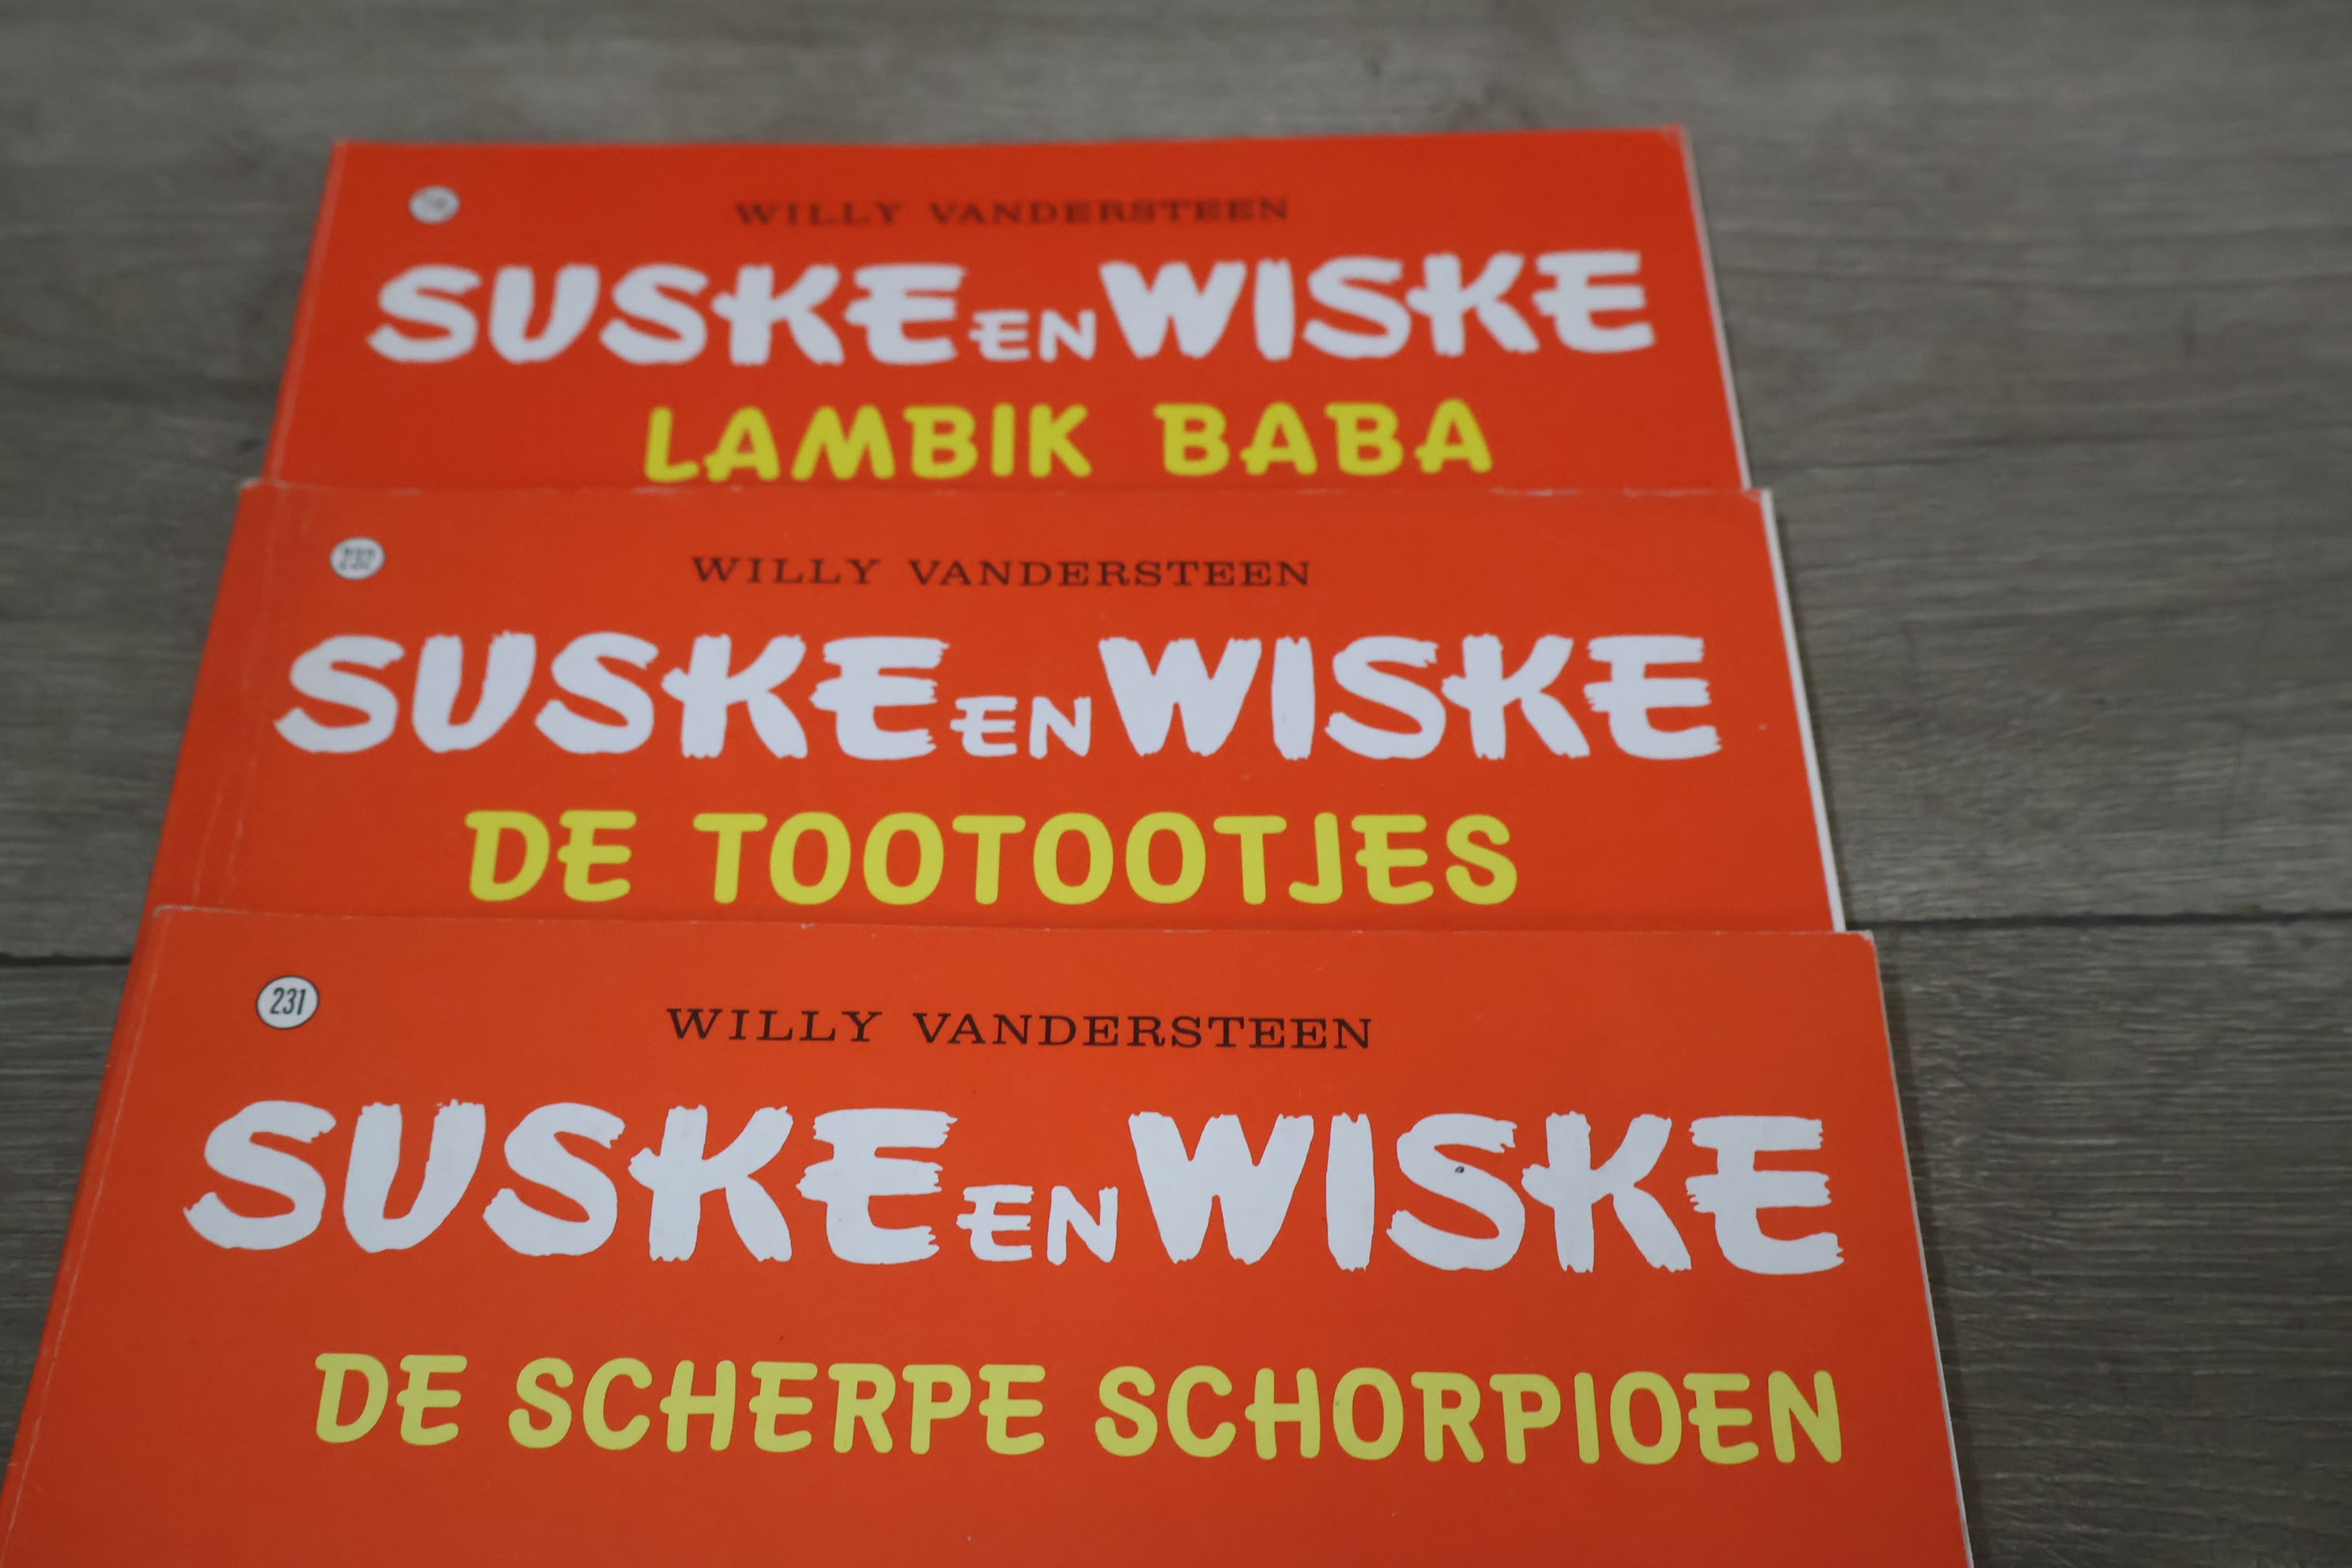 WILLY VANDERSTEEN
SUSKE EN WISKE
LAMBIK BABA
WILLY VANDERSTEEN
SUSKE EN WISKE
DE TOOTOOTJES
231
WILLY VANDERSTEEN
SUSKE EN WISKE
DE SCHERPE SCHORPIOEN